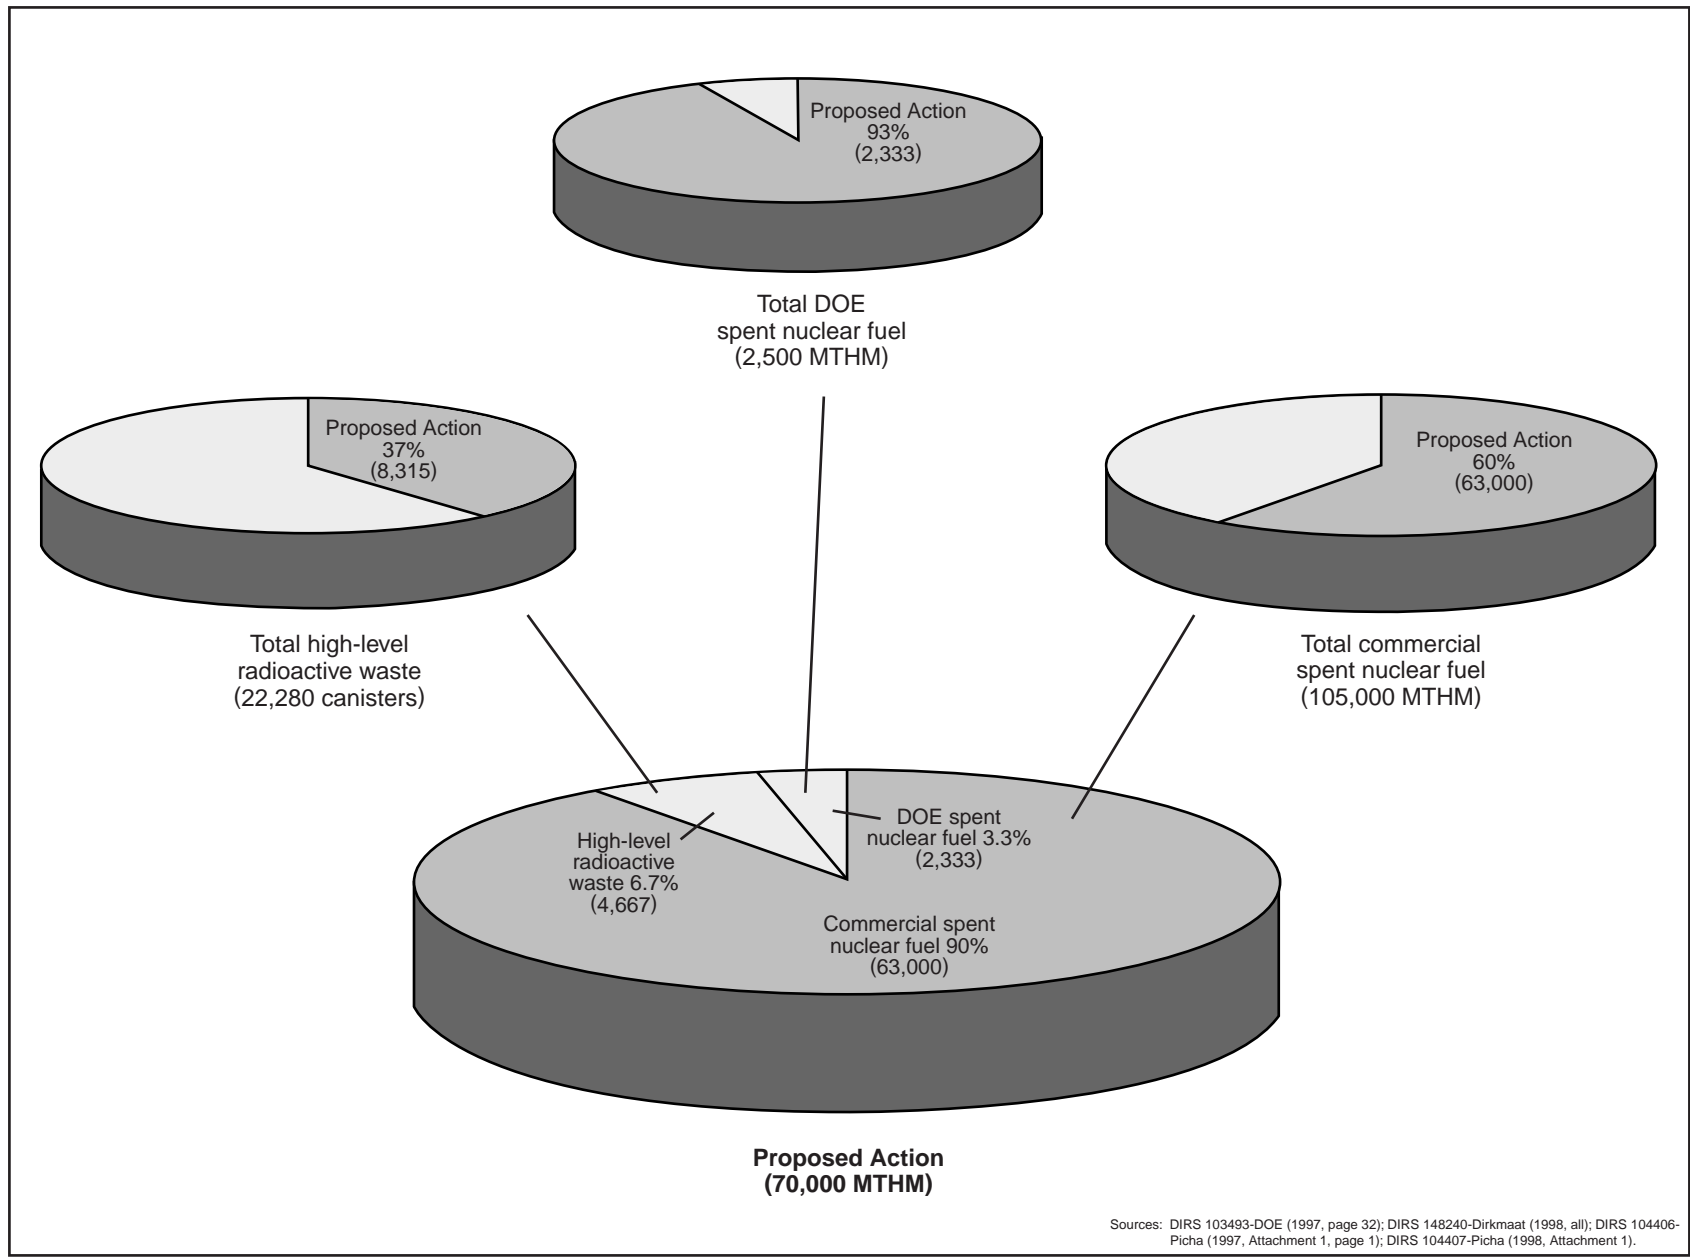 Proposed Action
93%
(2,333)
Total DOE
spent nuclear fuel
(2,500 MTHM)
Proposed Action
37%
(8,315)
Total high-level
radioactive waste
(22,280 canisters)
Proposed Action
60%
(63,000)
Total commercial
spent nuclear fuel
(105,000 MTHM)
High-level
radioactive
waste 6.7%
(4,667)
DOE spent
nuclear fuel 3.3%
(2,333)
Commercial spent
nuclear fuel 90%
(63,000)
Proposed Action
(70,000 MTHM)
Sources: DIRS 103493-DOE (1997, page 32); DIRS 148240-Dirkmaat (1998, all); DIRS 104406-
Picha (1997, Attachment 1, page 1); DIRS 104407-Picha (1998, Attachment 1).